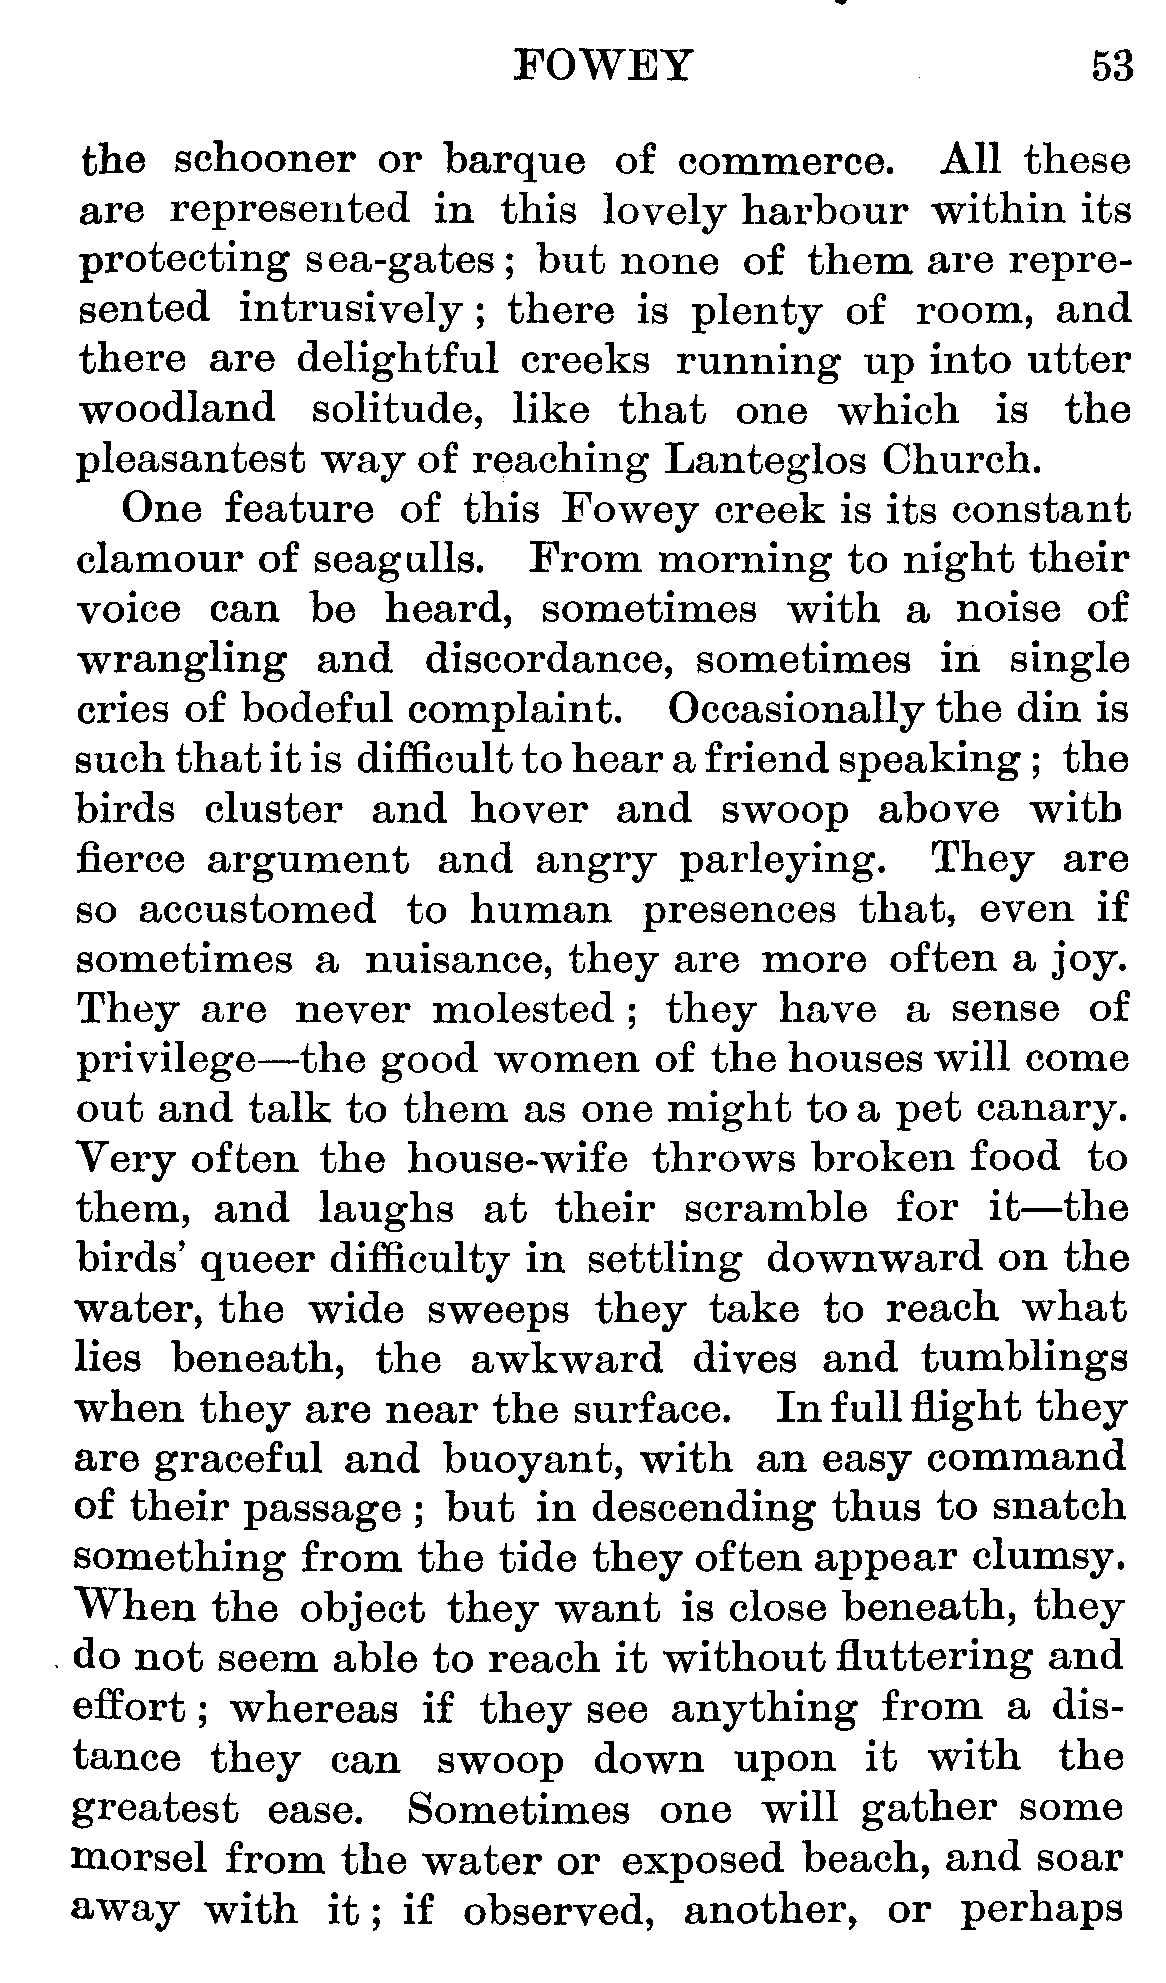 FOWEY 53
the schooner or barque of commerce. All these
are represented in this lovely harbour within its
protecting sea-gates; but none of them are repre-
sented intrusively; there is plenty of room, and
there are delightful creeks running up into utter
woodland solitude, like that one which is the
pleasantest way of reaching Lanteglos Church.
One feature of this Fowey creek is its constant
clamour of seagulls. From morning to night their
voice can be heard, sometimes with a noise of
wrangling and discordance, sometimes in single
cries of bodeful complaint. Occasionally the din is
such that it is difficult to hear a friend speaking; the
birds cluster and hover and swoop above with
fierce argument and angry parleying. They are
so accustomed to human presences that, even if
sometimes a nuisance, they are more often a joy.
They are never molested; they have a sense of
privilege—the good women of the houses will come
out and talk to them as one might to a pet canary.
Very often the house-wife throws broken food to
them, and laughs at their scramble for it—the
birds' queer difficulty in settling downward on the
water, the wide sweeps they take to reach what
lies beneath, the awkward dives and tumblings
when they are near the surface. In full flight they
are graceful and buoyant, with an easy command
of their passage; but in descending thus to snatch
something from the tide they often appear clumsy.
When the object they want is close beneath, they
do not seem able to reach it without fluttering and
effort; whereas if they see anything from a dis-
tance they can swoop down upon it with the
greatest ease. Sometimes one will gather some
morsel from the water or exposed beach, and soar
away with it; if observed, another, or perhaps